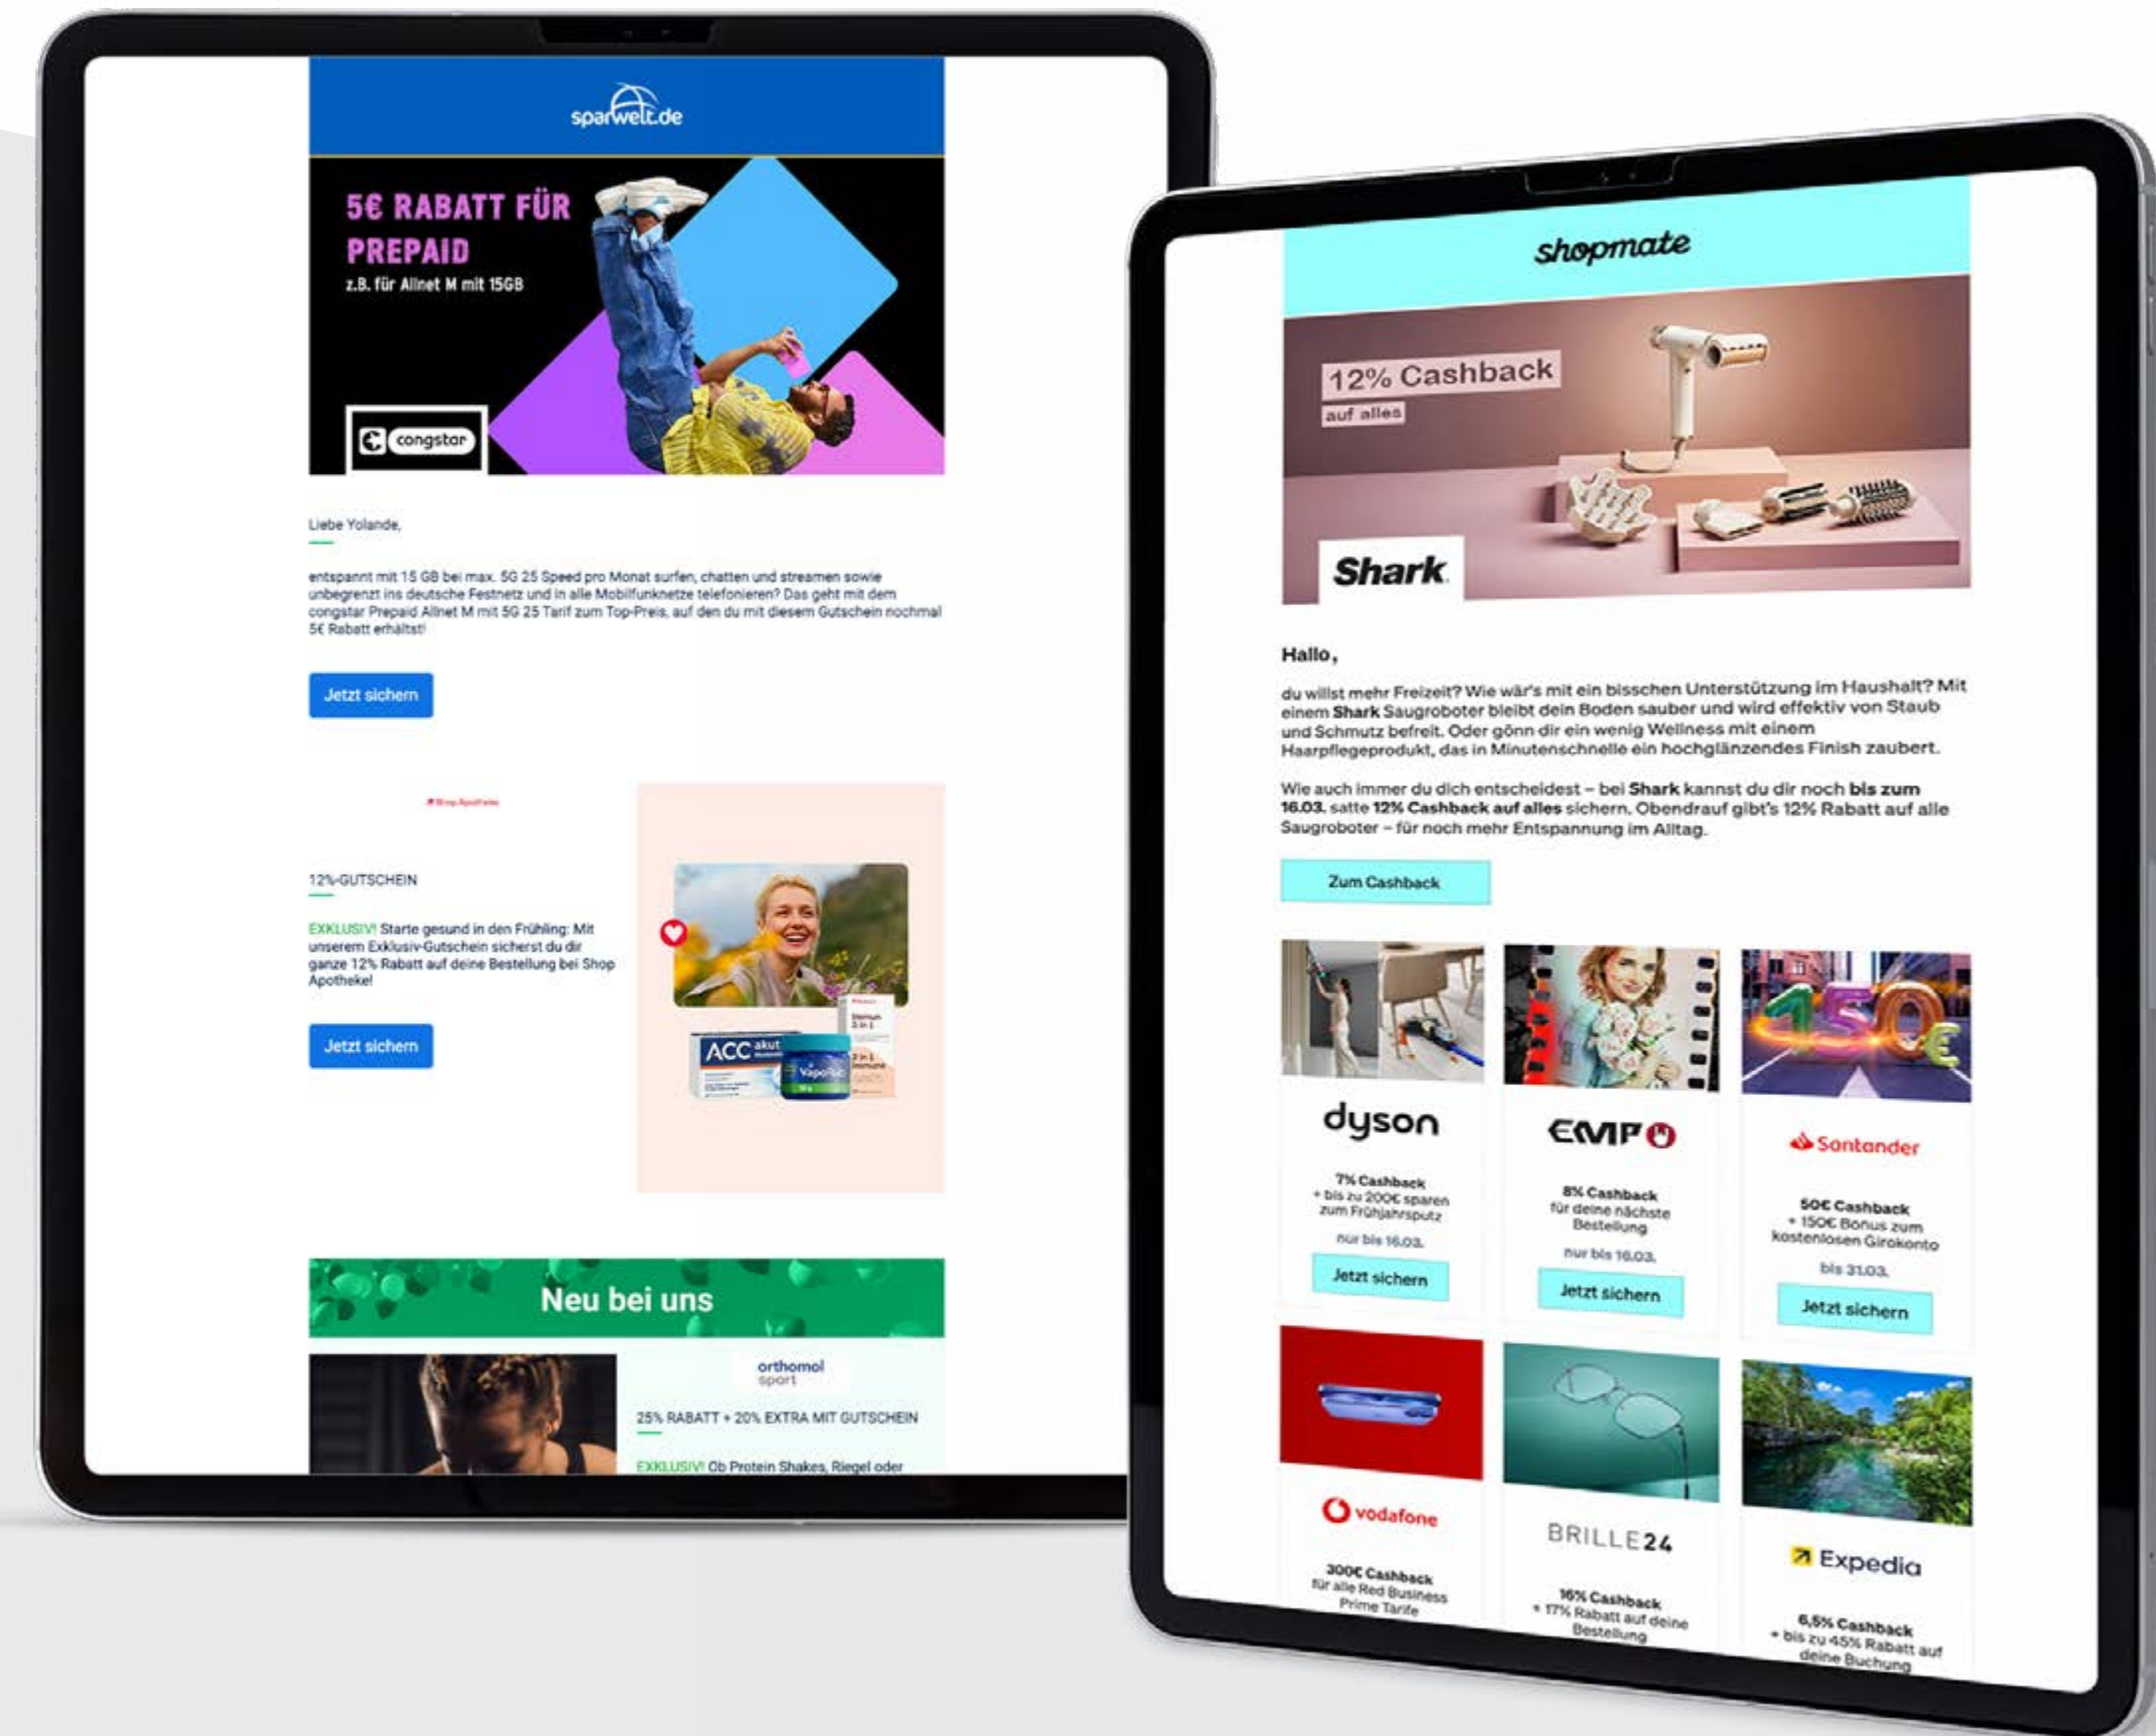 sparwelt.de
5€ RABATT FÜR
PREPAID
z.B. für Allnet M mit 15GB
congstar
Liebe Yolande,
entspannt mit 15 GB bei max. 5G 25 Speed pro Monat surfen, chatten und streamen sowie
unbegrenzt ins deutsche Festnetz und in alle Mobilfunknetze telefonieren? Das geht mit dem
congstar Prepaid Allnet M mit 5G 25 Tarif zum Top-Preis, auf den du mit diesem Gutschein nochmal
5€ Rabatt erhältst!
Jetzt sichern
Shop Apotheke
12%-GUTSCHEIN
EXKLUSIV! Starte gesund in den Frühling: Mit
unserem Exklusiv-Gutschein sicherst du dir
ganze 12% Rabatt auf deine Bestellung bei Shop
Apotheke!
Jetzt sichern
ACC akut
VapoRub
Immun
3 in 1
3 in 1
Immune
Neu bei uns
orthomol
sport
25% RABATT + 20% EXTRA MIT GUTSCHEIN
EXKLUSIV! Ob Protein Shakes, Riegel oder
shopmate
12% Cashback
auf alles
Shark
Hallo,
du willst mehr Freizeit? Wie wär's mit ein bisschen Unterstützung im Haushalt? Mit
einem Shark Saugroboter bleibt dein Boden sauber und wird effektiv von Staub
und Schmutz befreit. Oder gönn dir ein wenig Wellness mit einem
Haarpflegeprodukt, das in Minutenschnelle ein hochglänzendes Finish zaubert.
Wie auch immer du dich entscheidest – bei Shark kannst du dir noch bis zum
16.03. satte 12% Cashback auf alles sichern. Obendrauf gibt's 12% Rabatt auf alle
Saugroboter – für noch mehr Entspannung im Alltag.
Zum Cashback
dyson
7% Cashback
+ bis zu 200€ sparen
zum Frühjahrsputz
nur bis 16.03.
Jetzt sichern
EMP
8% Cashback
für deine nächste
Bestellung
nur bis 16.03.
Jetzt sichern
150€
Santander
50€ Cashback
+ 150€ Bonus zum
kostenlosen Girokonto
bis 31.03.
Jetzt sichern
vodafone
300€ Cashback
für alle Red Business
Prime Tarife
BRILLE24
16% Cashback
+ 17% Rabatt auf deine
Bestellung
Expedia
6,5% Cashback
+ bis zu 45% Rabatt auf
deine Buchung